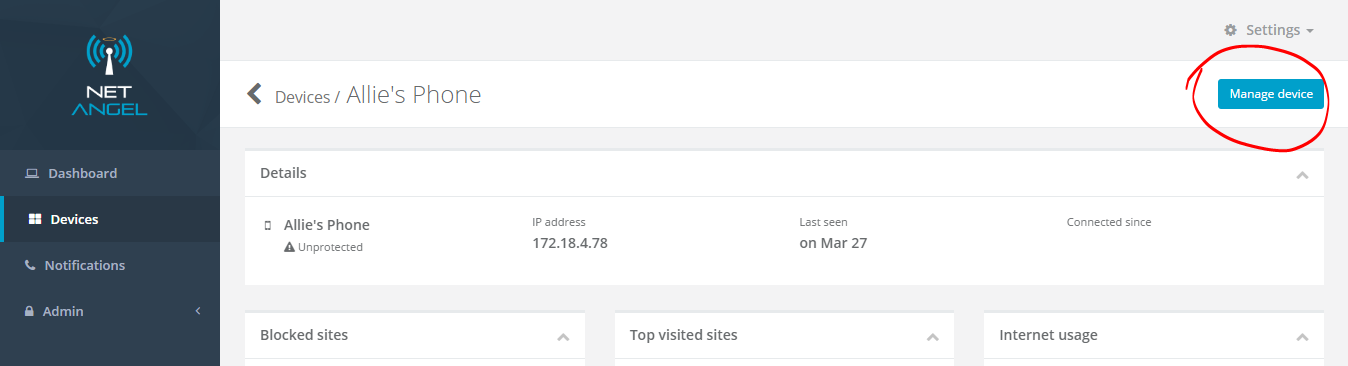 NET
ANGEL
Dashboard
Devices
Notifications
Admin
Settings
Devices / Allie's Phone
Manage device
Details
Allie's Phone
Unprotected
IP address
172.18.4.78
Last seen
on Mar 27
Connected since
Blocked sites
Top visited sites
Internet usage